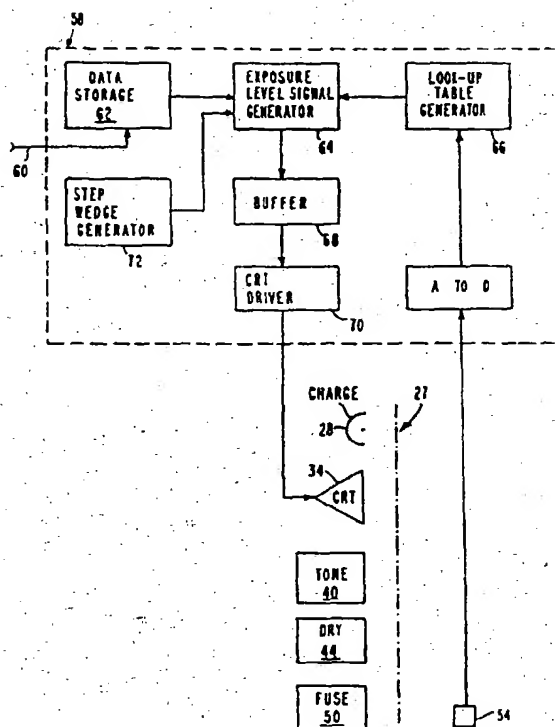 58
DATA
STORAGE
62
EXPOSURE
LEVEL SIGNAL
GENERATOR
64
LOOK-UP
TABLE
GENERATOR
66
60
STEP
WEDGE
GENERATOR
72
BUFFER
68
CRT
DRIVER
70
A TO D
CHARGE
28
27
34
CRT
TONE
40
DRY
44
FUSE
50
54